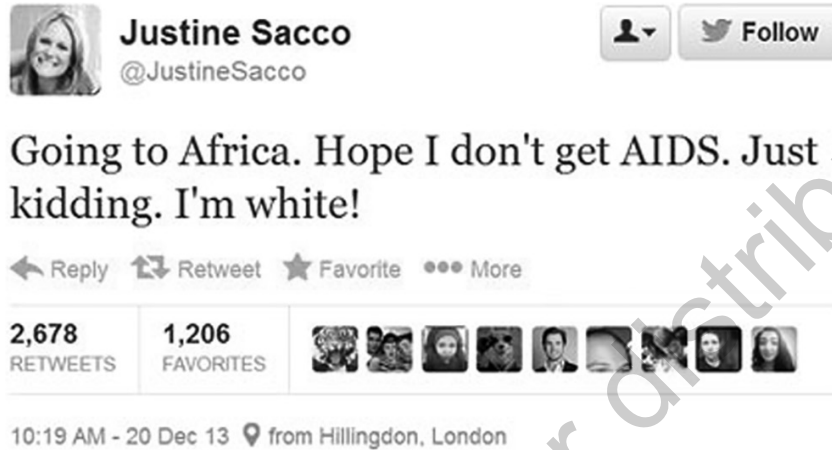 Justine Sacco
@JustineSacco
Follow
Going to Africa. Hope I don't get AIDS. Just
kidding. I'm white!
Reply Retweet Favorite More
2,678 1,206
RETWEETS FAVORITES
10:19 AM - 20 Dec 13 from Hillingdon, London
r distrib